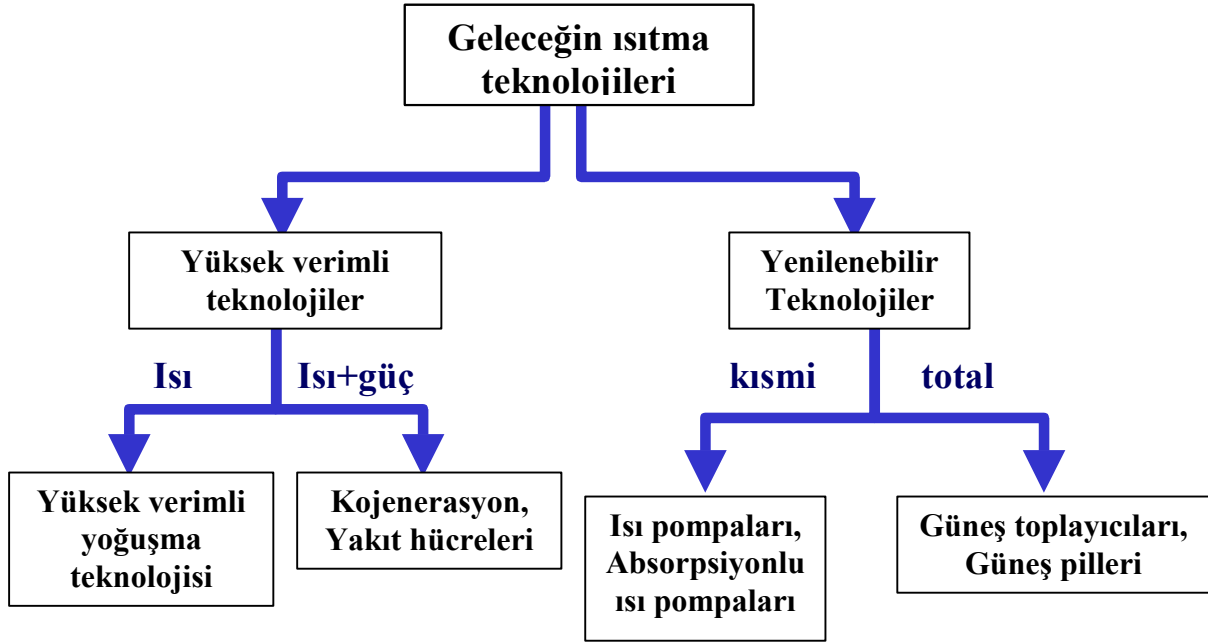 Geleceğin ısıtma
teknolojileri
Yüksek verimli
teknolojiler
Yenilenebilir
Teknolojiler
Isı
Isı+güç
kısmi
total
Yüksek verimli
yoğuşma
teknolojisi
Kojenerasyon,
Yakıt hücreleri
Isı pompaları,
Absorpsiyonlu
ısı pompaları
Güneş toplayıcıları,
Güneş pilleri